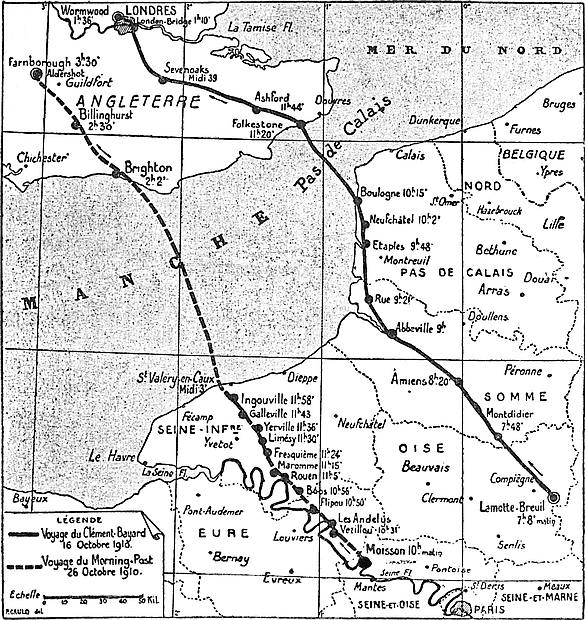 Wormwood
1ʰ36'
LONDRES
London-Bridge 1ʰ10'
La Tamise Fl.
MER DU NORD
Farnborough 3ʰ30'
Aldershot
Guildfort
Sevenoaks
Midi 39
ANGLETERRE
Ashford
11ʰ44'
Douvres
Folkestone
11ʰ20'
Billinghurst
2ʰ30'
Chichester
Brighton
2ʰ2'
Pas de Calais
MANCHE
Bruges
Dunkerque
Furnes
Calais
BELGIQUE
Ypres
NORD
Boulogne 10ʰ15'
St Omer
Hazebrouck
Neufchâtel 10ʰ2'
Lille
Etaples 9ʰ48'
Montreuil
Bethune
PAS DE CALAIS
Douai
Arras
Rue 9ʰ21'
Doullens
Abbeville 9ʰ
Amiens 8ʰ20'
Péronne
SOMME
Montdidier
7ʰ48'
St Valéry-en-Caux
Midi 3'
Dieppe
Ingouville 11ʰ58'
Galleville 11ʰ43
Fécamp
Yerville 11ʰ36'
SEINE-INFRE
Yvetot
Limésy 11ʰ30'
Neufchâtel
Fresquième 11ʰ24'
Maromme 11ʰ15'
Rouen 11ʰ5'
Boos 10ʰ56'
Flipou 10ʰ50'
Le Havre
La Seine Fl.
OISE
Beauvais
Clermont
Compiègne
Lamotte-Breuil
7ʰ8' matin
Senlis
Bayeux
Pont-Audemer
Les Andelys
Vezillon 10ʰ31'
Louviers
EURE
Bernay
Evreux
Moisson 10ʰ matin
Seine Fl.
Pontoise
Mantes
SEINE-ET-OISE
St Denis
PARIS
Meaux
SEINE-ET-MARNE
LÉGENDE
Voyage du Clément-Bayard
16 Octobre 1918.
Voyage du Morning-Post
26 Octobre 1910.
Echelle
10 20 30 40 50 Kil.